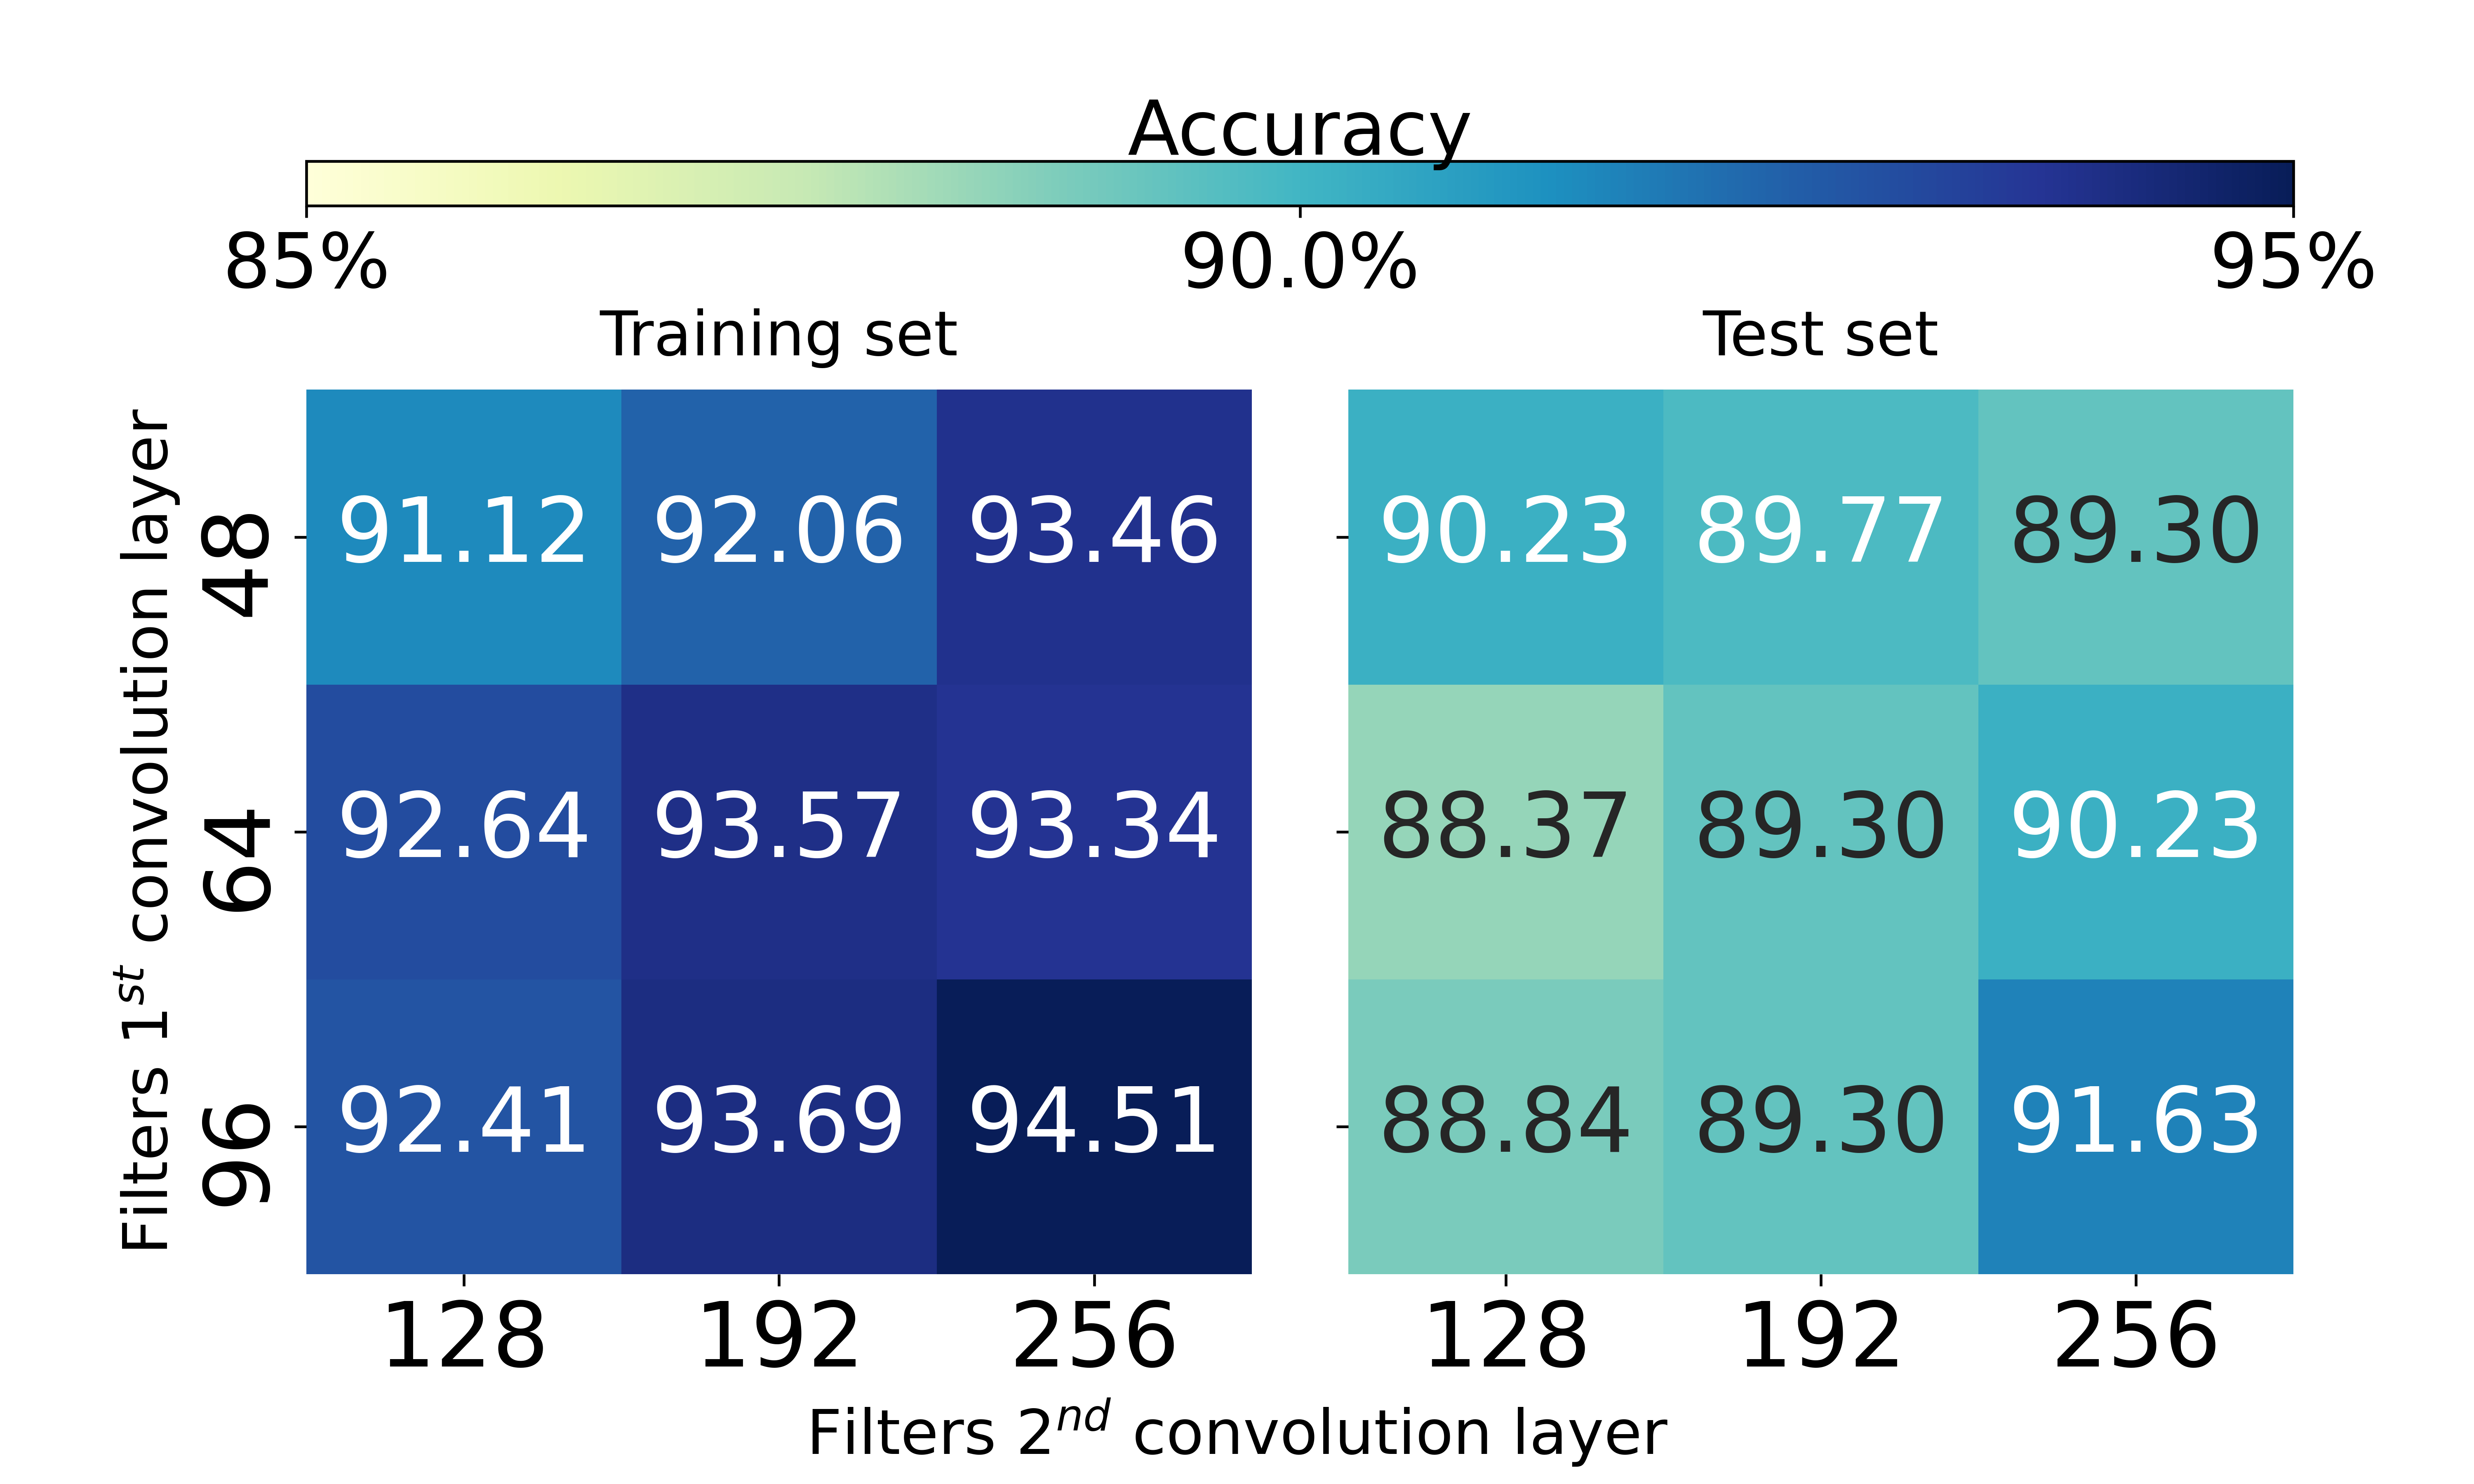 Accuracy
85% 90.0% 95%
Training set Test set
Filters 1st convolution layer
48 91.12 92.06 93.46 90.23 89.77 89.30
64 92.64 93.57 93.34 88.37 89.30 90.23
96 92.41 93.69 94.51 88.84 89.30 91.63
128 192 256 128 192 256
Filters 2nd convolution layer